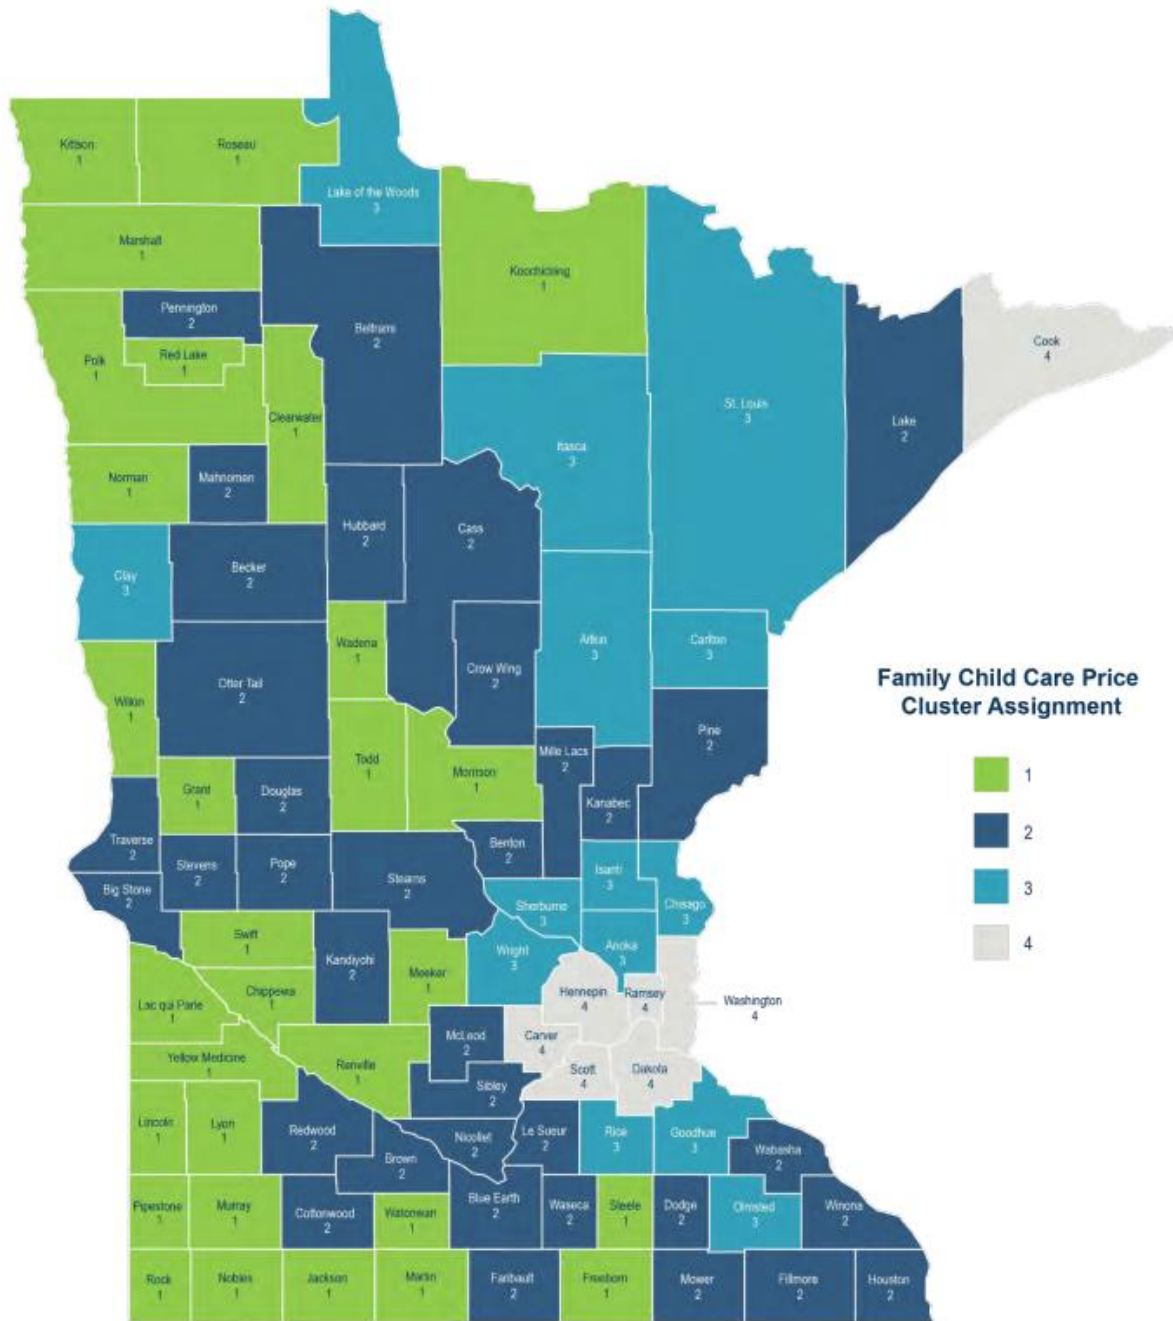 Kittson
1
Roseau
1
Lake of the Woods
3
Marshall
1
Koochiching
1
Pennington
2
Beltrami
2
Polk
1
Red Lake
1
Cook
4
Clearwater
1
St. Louis
3
Lake
2
Itasca
3
Norman
1
Mahnomen
2
Hubbard
2
Cass
2
Clay
3
Becker
2
Wadena
1
Aitkin
3
Carlton
3
Crow Wing
2
Otter Tail
2
Wilkin
1
Family Child Care Price
Cluster Assignment
1
2
3
4
Pine
2
Mille Lacs
2
Todd
1
Morrison
1
Grant
1
Douglas
2
Kanabec
2
Traverse
2
Benton
2
Stevens
2
Pope
2
Stearns
2
Isanti
3
Big Stone
2
Sherburne
3
Chisago
3
Swift
1
Kandiyohi
2
Wright
3
Anoka
3
Meeker
1
Chippewa
1
Hennepin
4
Ramsey
4
Washington
4
Lac qui Parle
1
McLeod
2
Carver
4
Yellow Medicine
1
Renville
1
Scott
4
Dakota
4
Sibley
2
Lincoln
1
Lyon
1
Redwood
2
Nicollet
2
Le Sueur
2
Rice
3
Goodhue
3
Brown
2
Wabasha
2
Pipestone
1
Murray
1
Cottonwood
2
Watonwan
1
Blue Earth
2
Waseca
2
Steele
1
Dodge
2
Olmsted
3
Winona
2
Rock
1
Nobles
1
Jackson
1
Martin
1
Faribault
2
Freeborn
1
Mower
2
Fillmore
2
Houston
2